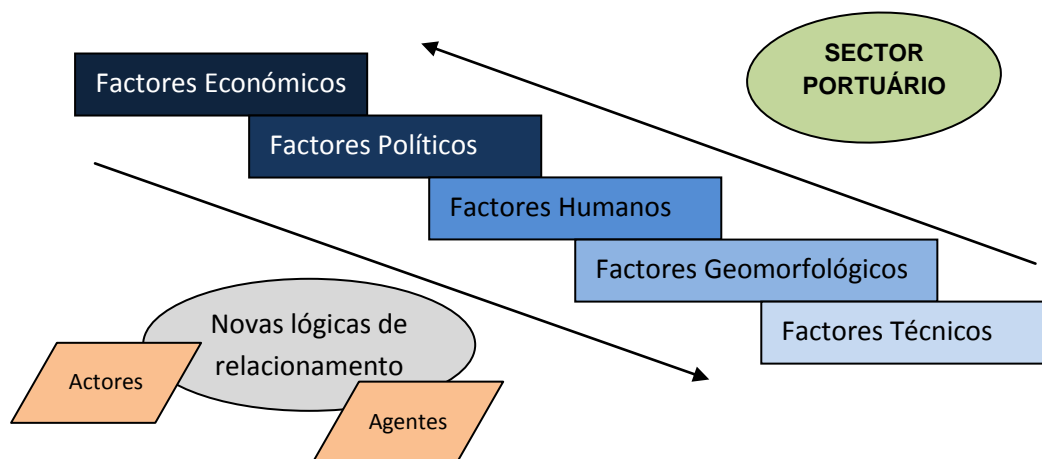 SECTOR
PORTUÁRIO
Factores Económicos
Factores Políticos
Factores Humanos
Factores Geomorfológicos
Factores Técnicos
Novas lógicas de
relacionamento
Actores
Agentes